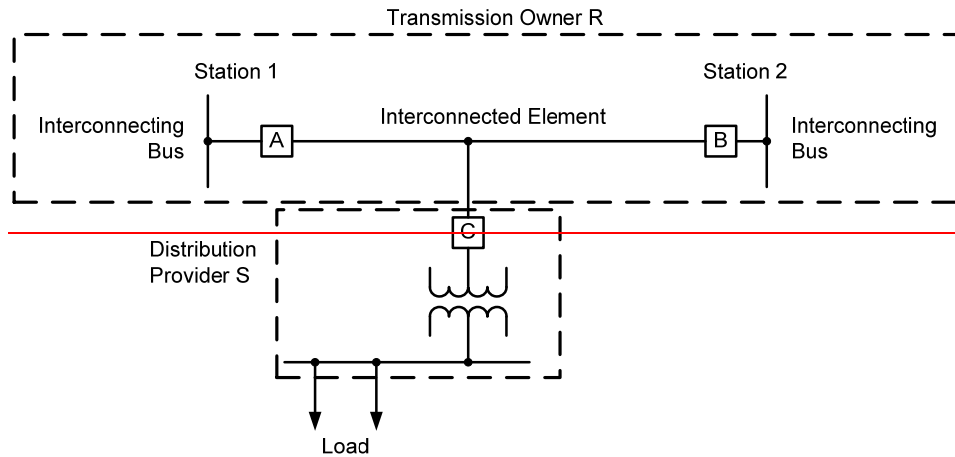 Transmission Owner R
Station 1
Station 2
Interconnecting
Bus
A
Interconnected Element
B
Interconnecting
Bus
C
Distribution
Provider S
Load